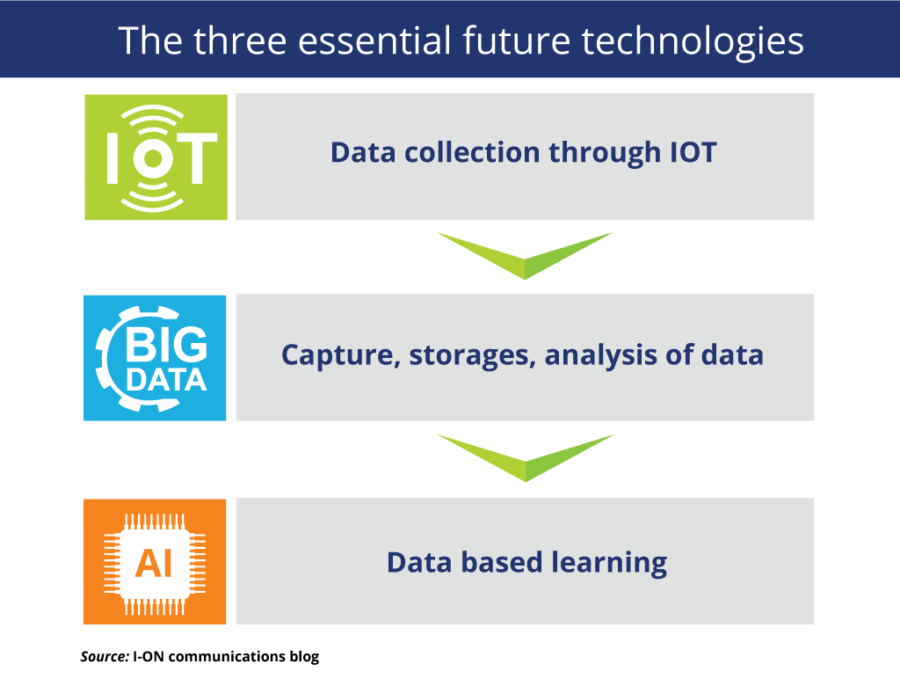 The three essential future technologies
IOT
Data collection through IOT
BIG
DATA
Capture, storages, analysis of data
AI
Data based learning
Source: I-ON communications blog